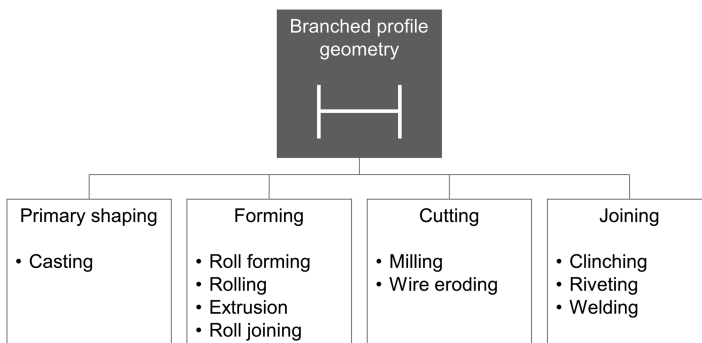 Branched profile
geometry
Primary shaping
• Casting
Forming
• Roll forming
• Rolling
• Extrusion
• Roll joining
Cutting
• Milling
• Wire eroding
Joining
• Clinching
• Riveting
• Welding